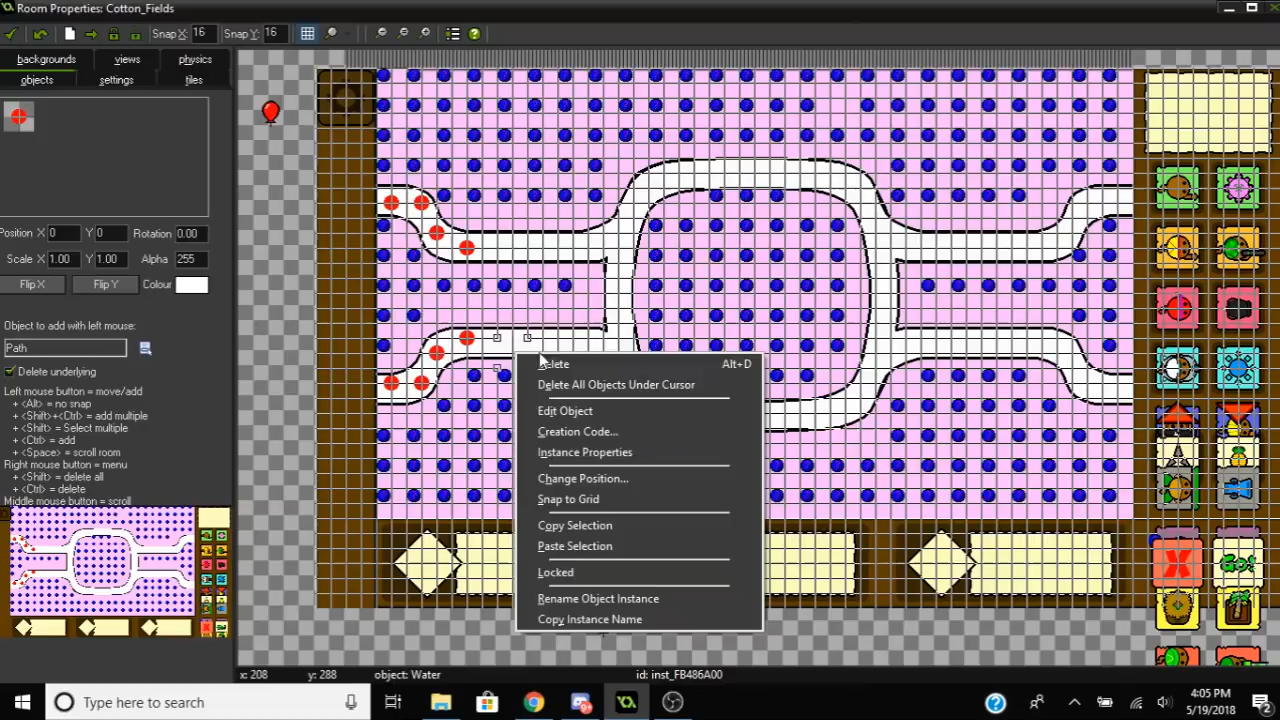 Room Properties: Cotton_Fields
Snap X: 16 Snap Y: 16
backgrounds views physics
objects settings tiles
Position X 0 Y 0 Rotation 0.00
Scale X 1.00 Y 1.00 Alpha 255
Flip X Flip Y Colour
Object to add with left mouse:
Path
Delete underlying
Left mouse button = move/add
+ <Alt> = no snap
+ <Shift>+<Ctrl> = add multiple
+ <Shift> = Select multiple
+ <Ctrl> = add
+ <Space> = scroll room
Right mouse button = menu
+ <Shift> = delete all
+ <Ctrl> = delete
Middle mouse button = scroll
Delete Alt+D
Delete All Objects Under Cursor
Edit Object
Creation Code...
Instance Properties
Change Position...
Snap to Grid
Copy Selection
Paste Selection
Locked
Rename Object Instance
Copy Instance Name
Go!
x: 208 y: 288 object: Water id: inst_FB486A00
Type here to search
4:05 PM
5/19/2018
2